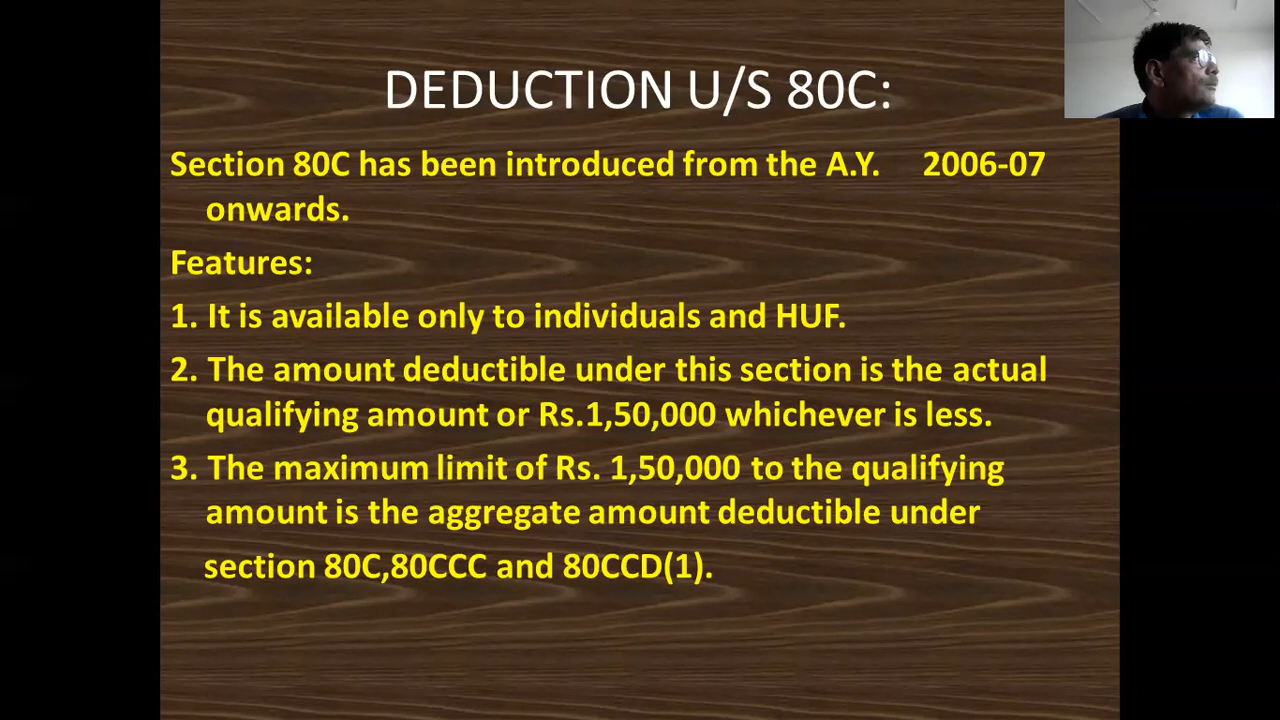 DEDUCTION U/S 80C:
Section 80C has been introduced from the A.Y. 2006-07
onwards.
Features:
1. It is available only to individuals and HUF.
2. The amount deductible under this section is the actual
qualifying amount or Rs.1,50,000 whichever is less.
3. The maximum limit of Rs. 1,50,000 to the qualifying
amount is the aggregate amount deductible under
section 80C,80CCC and 80CCD(1).